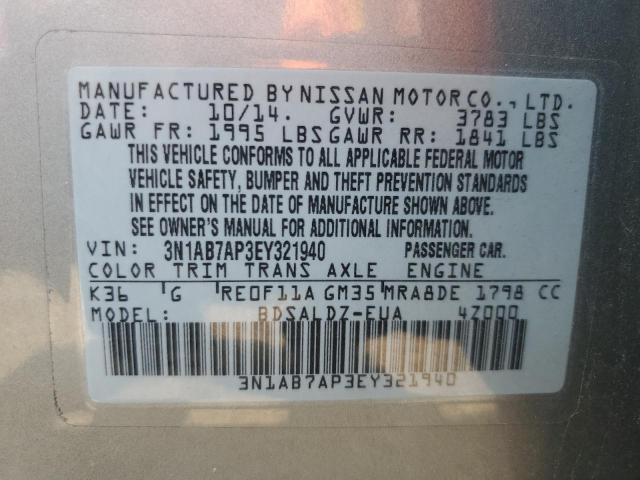 MANUFACTURED BY NISSAN MOTOR CO., LTD.
DATE: 10/14. GVWR: 3783 LBS
GAWR FR: 1995 LBS GAWR RR: 1841 LBS
THIS VEHICLE CONFORMS TO ALL APPLICABLE FEDERAL MOTOR
VEHICLE SAFETY, BUMPER AND THEFT PREVENTION STANDARDS
IN EFFECT ON THE DATE OF MANUFACTURE SHOWN ABOVE.
SEE OWNER'S MANUAL FOR ADDITIONAL INFORMATION.
VIN: 3N1AB7AP3EY321940 PASSENGER CAR.
COLOR TRIM TRANS AXLE ENGINE
K36 G RE0F11A GM35 MRA8DE 1798 CC
MODEL: BDSALDZ-EUA 4Z000
3N1AB7AP3EY321940